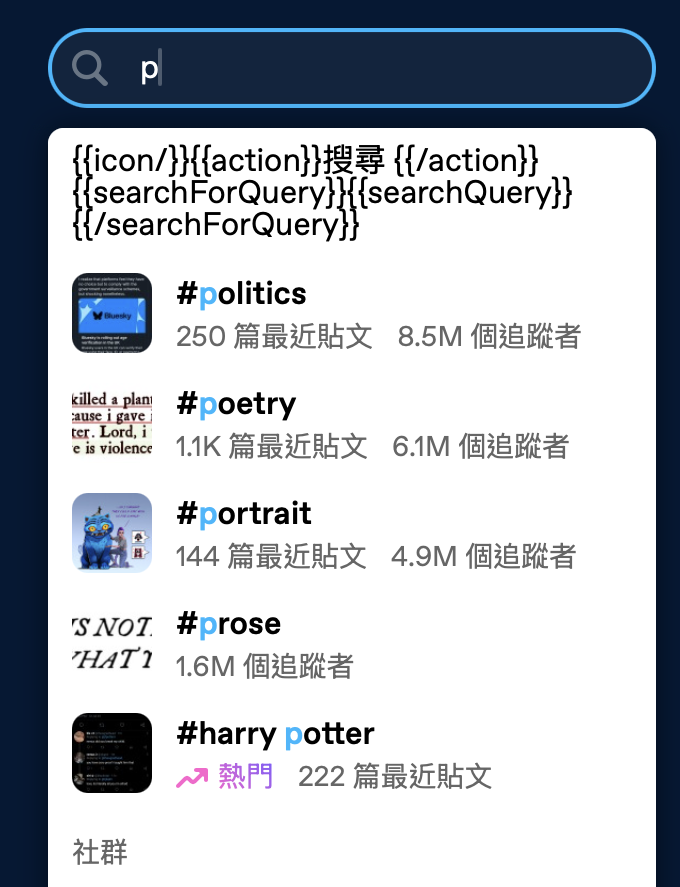 p
{{icon/}}{{action}}搜尋 {{/action}}
{{searchForQuery}}{{searchQuery}}
{{/searchForQuery}}
#politics
250 篇最近貼文 8.5M 個追蹤者
Bluesky
killed a plant
cause i gave i
ter. Lord, i
e is violence
#poetry
1.1K 篇最近貼文 6.1M 個追蹤者
#portrait
144 篇最近貼文 4.9M 個追蹤者
IS NOT
#prose
1.6M 個追蹤者
#harry potter
熱門 222 篇最近貼文
社群